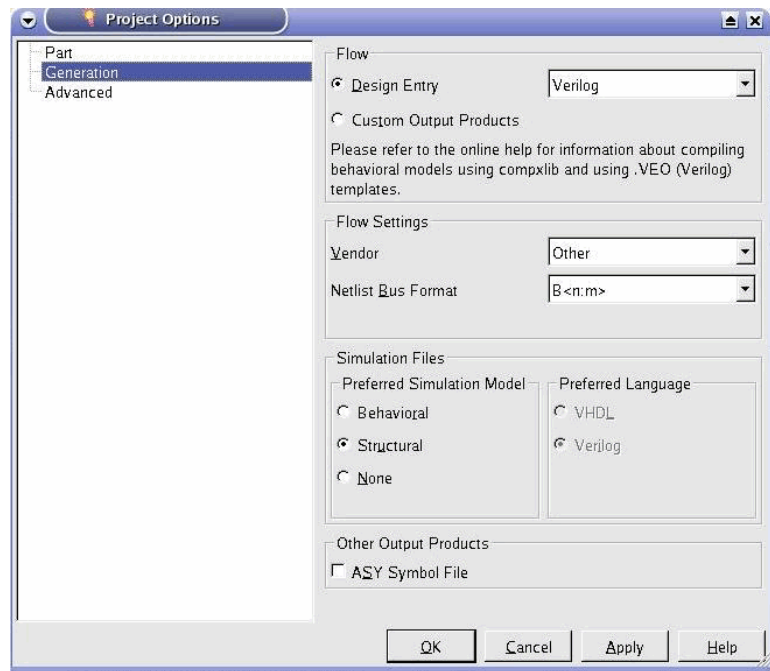 Project Options
Part
Generation
Advanced
Flow
Design Entry
Verilog
Custom Output Products
Please refer to the online help for information about compiling
behavioral models using compxlib and using .VEO (Verilog)
templates.
Flow Settings
Vendor
Other
Netlist Bus Format
B<n:m>
Simulation Files
Preferred Simulation Model
Behavioral
Structural
None
Preferred Language
VHDL
Verilog
Other Output Products
ASY Symbol File
OK
Cancel
Apply
Help